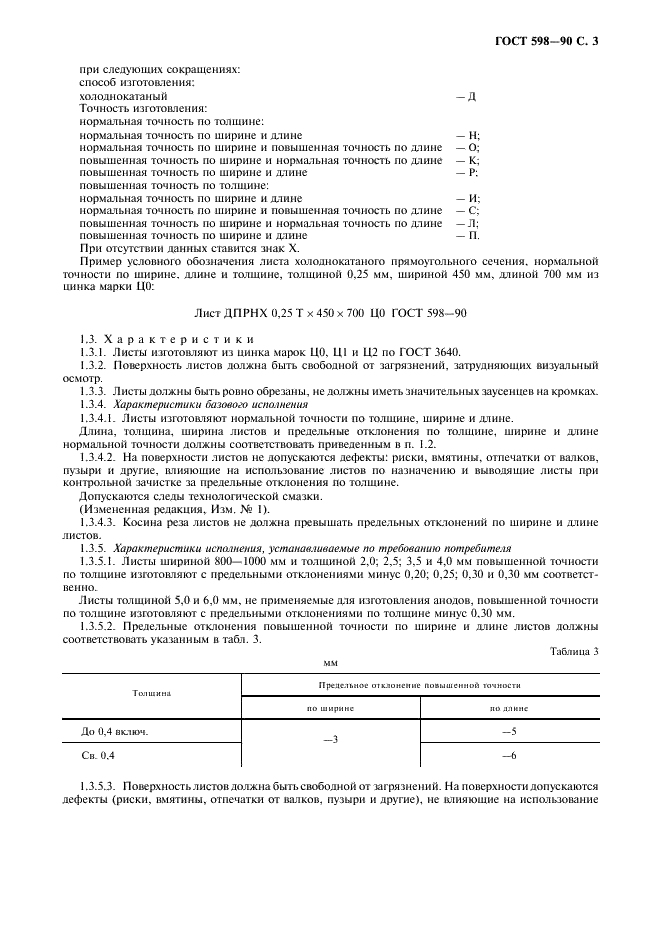 ГОСТ 598—90 С. 3
при следующих сокращениях:
способ изготовления:
холоднокатаный — Д
Точность изготовления:
нормальная точность по толщине:
нормальная точность по ширине и длине — Н;
нормальная точность по ширине и повышенная точность по длине — О;
повышенная точность по ширине и нормальная точность по длине — К;
повышенная точность по ширине и длине — Р;
повышенная точность по толщине:
нормальная точность по ширине и длине — И;
нормальная точность по ширине и повышенная точность по длине — С;
повышенная точность по ширине и нормальная точность по длине — Л;
повышенная точность по ширине и длине — П.
При отсутствии данных ставится знак Х.
Пример условного обозначения листа холоднокатаного прямоугольного сечения, нормальной
точности по ширине, длине и толщине, толщиной 0,25 мм, шириной 450 мм, длиной 700 мм из
цинка марки Ц0:
Лист ДПРНХ 0,25 Т × 450 × 700 Ц0 ГОСТ 598—90
1.3. Характеристики
1.3.1. Листы изготовляют из цинка марок Ц0, Ц1 и Ц2 по ГОСТ 3640.
1.3.2. Поверхность листов должна быть свободной от загрязнений, затрудняющих визуальный
осмотр.
1.3.3. Листы должны быть ровно обрезаны, не должны иметь значительных заусенцев на кромках.
1.3.4. Характеристики базового исполнения
1.3.4.1. Листы изготовляют нормальной точности по толщине, ширине и длине.
Длина, толщина, ширина листов и предельные отклонения по толщине, ширине и длине
нормальной точности должны соответствовать приведенным в п. 1.2.
1.3.4.2. На поверхности листов не допускаются дефекты: риски, вмятины, отпечатки от валков,
пузыри и другие, влияющие на использование листов по назначению и выводящие листы при
контрольной зачистке за предельные отклонения по толщине.
Допускаются следы технологической смазки.
(Измененная редакция, Изм. № 1).
1.3.4.3. Косина реза листов не должна превышать предельных отклонений по ширине и длине
листов.
1.3.5. Характеристики исполнения, устанавливаемые по требованию потребителя
1.3.5.1. Листы шириной 800—1000 мм и толщиной 2,0; 2,5; 3,5 и 4,0 мм повышенной точности
по толщине изготовляют с предельными отклонениями минус 0,20; 0,25; 0,30 и 0,30 мм соответст-
венно.
Листы толщиной 5,0 и 6,0 мм, не применяемые для изготовления анодов, повышенной точности
по толщине изготовляют с предельными отклонениями по толщине минус 0,30 мм.
1.3.5.2. Предельные отклонения повышенной точности по ширине и длине листов должны
соответствовать указанным в табл. 3.
Таблица 3
мм
Толщина
Предельное отклонение повышенной точности
по ширине
по длине
До 0,4 включ.
—3
—5
Св. 0,4
—6
1.3.5.3. Поверхность листов должна быть свободной от загрязнений. На поверхности допускаются
дефекты (риски, вмятины, отпечатки от валков, пузыри и другие), не влияющие на использование